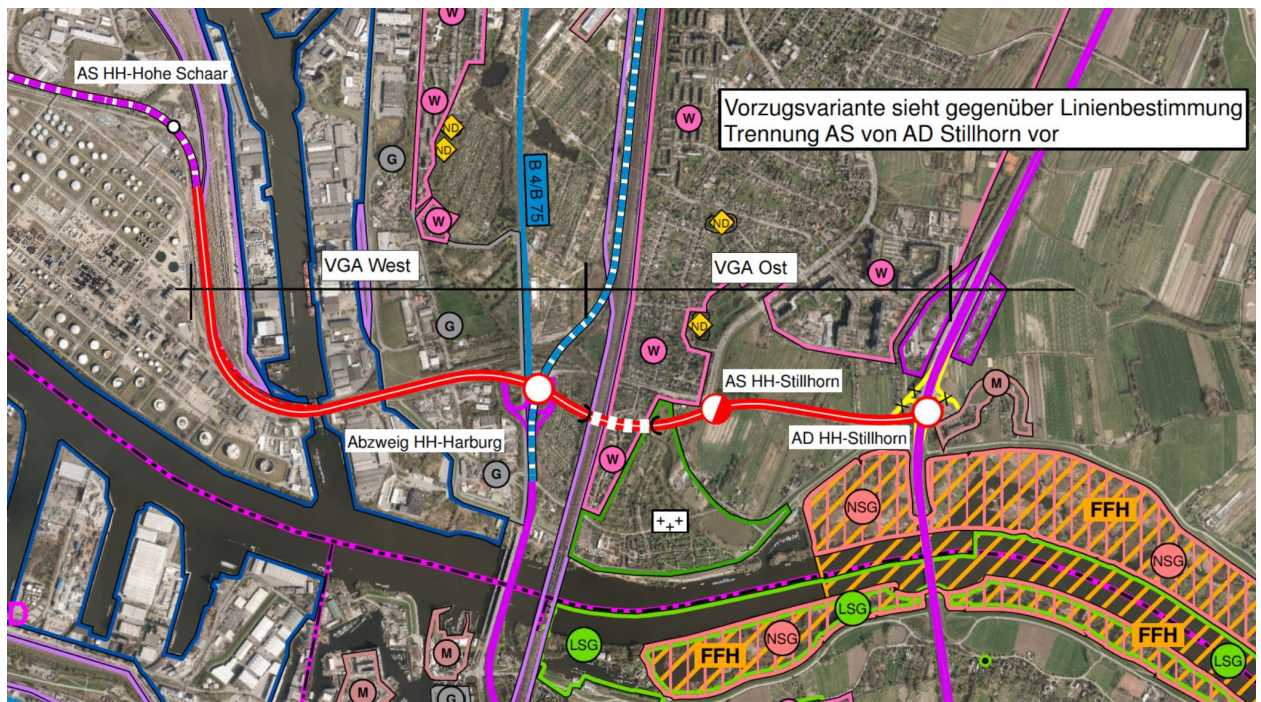 W
AS HH-Hohe Schaar
W
Vorzugsvariante sieht gegenüber Linienbestimmung
Trennung AS von AD Stillhorn vor
W
ND
ND
G
B 4/B 75
W
ND
VGA West
VGA Ost
W
G
ND
W
AS HH-Stillhorn
M
Abzweig HH-Harburg
AD HH-Stillhorn
W
G
NSG
FFH
NSG
D
LSG
LSG
NSG
FFH
FFH
LSG
M
M
G
W